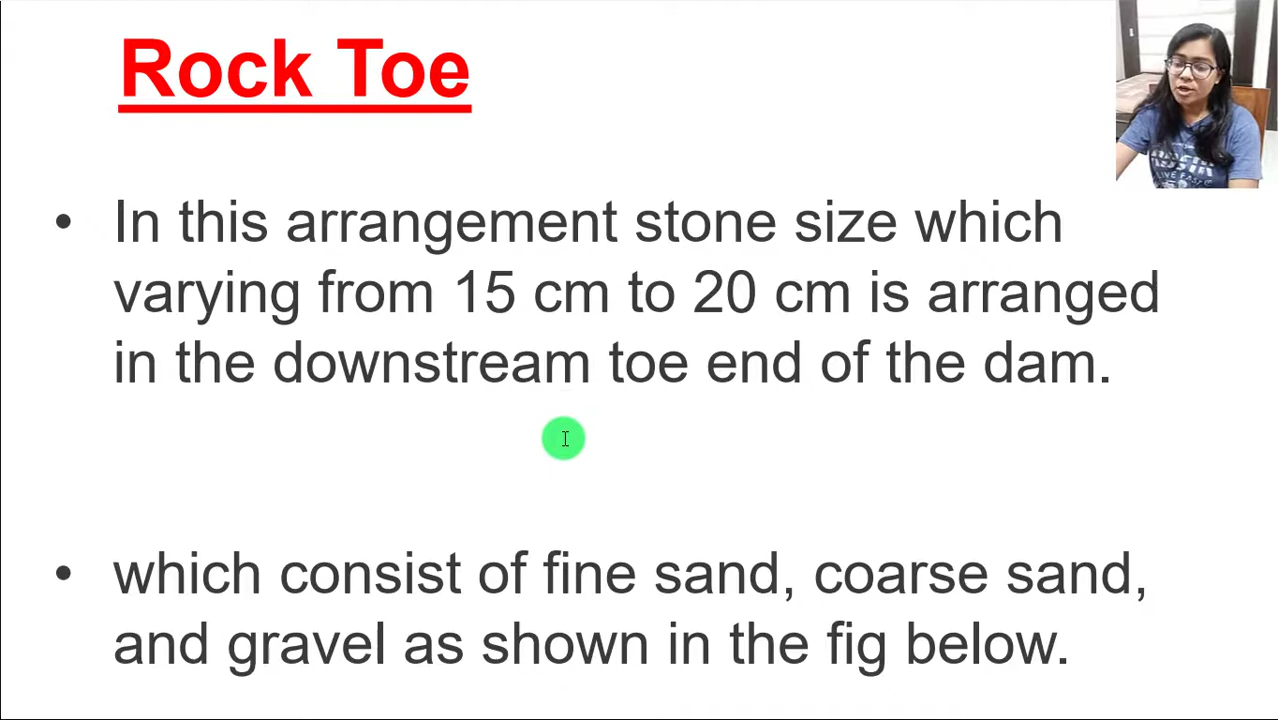 Rock Toe
• In this arrangement stone size which
varying from 15 cm to 20 cm is arranged
in the downstream toe end of the dam.
• which consist of fine sand, coarse sand,
and gravel as shown in the fig below.
LIVE FAST